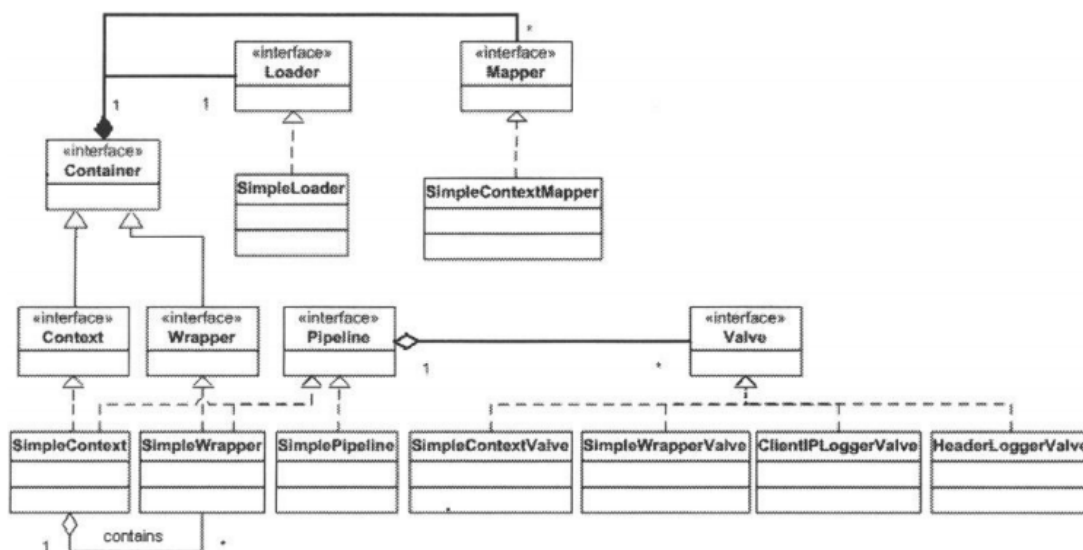 *
«interface»
Loader
«interface»
Mapper
1
1
«interface»
Container
SimpleLoader
SimpleContextMapper
«interface»
Context
«interface»
Wrapper
«interface»
Pipeline
«interface»
Valve
1
*
SimpleContext
SimpleWrapper
SimplePipeline
SimpleContextValve
SimpleWrapperValve
ClientIPLoggerValve
HeaderLoggerValve
contains
1
*